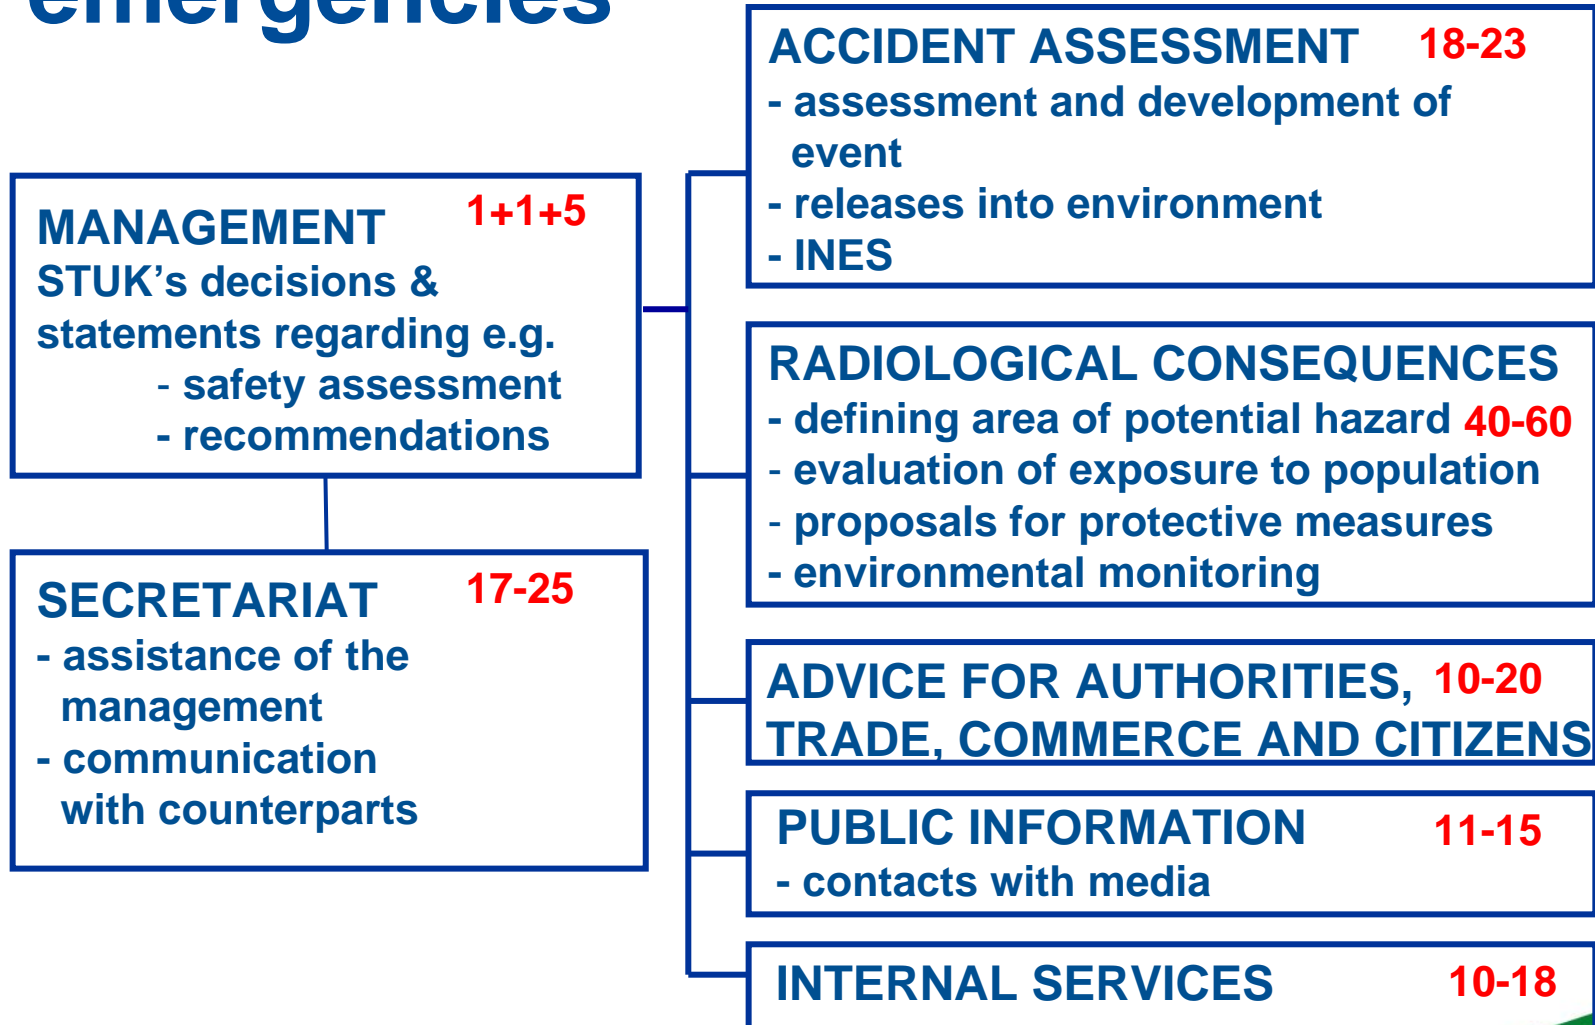 emergencies
MANAGEMENT 1+1+5
STUK’s decisions &
statements regarding e.g.
- safety assessment
- recommendations
SECRETARIAT 17-25
- assistance of the
management
- communication
with counterparts
ACCIDENT ASSESSMENT 18-23
- assessment and development of
event
- releases into environment
- INES
RADIOLOGICAL CONSEQUENCES
- defining area of potential hazard 40-60
- evaluation of exposure to population
- proposals for protective measures
- environmental monitoring
ADVICE FOR AUTHORITIES, 10-20
TRADE, COMMERCE AND CITIZENS
PUBLIC INFORMATION 11-15
- contacts with media
INTERNAL SERVICES 10-18